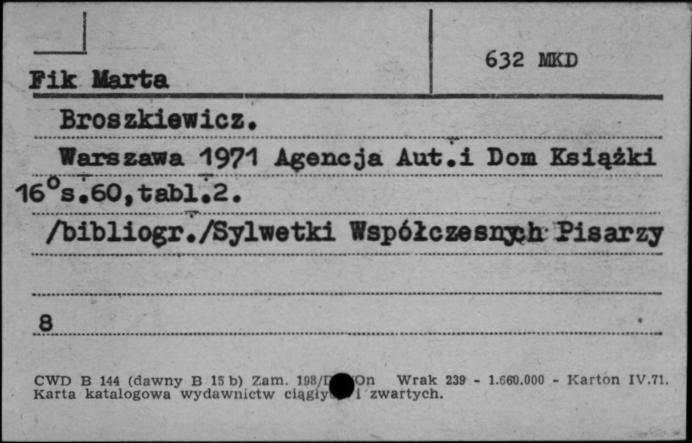 632 MKD
Fik Marta
Broszkiewicz.
Warszawa 1971 Agencja Aut.i Dom Książki
16°s.60,tabl.2.
/bibliogr./Sylwetki Współczesnych Pisarzy
8
CWD B 144 (dawny B 15 b) Zam. 198/ On Wrak 239 - 1.660.000 - Karton IV.71.
Karta katalogowa wydawnictw i zwartych.